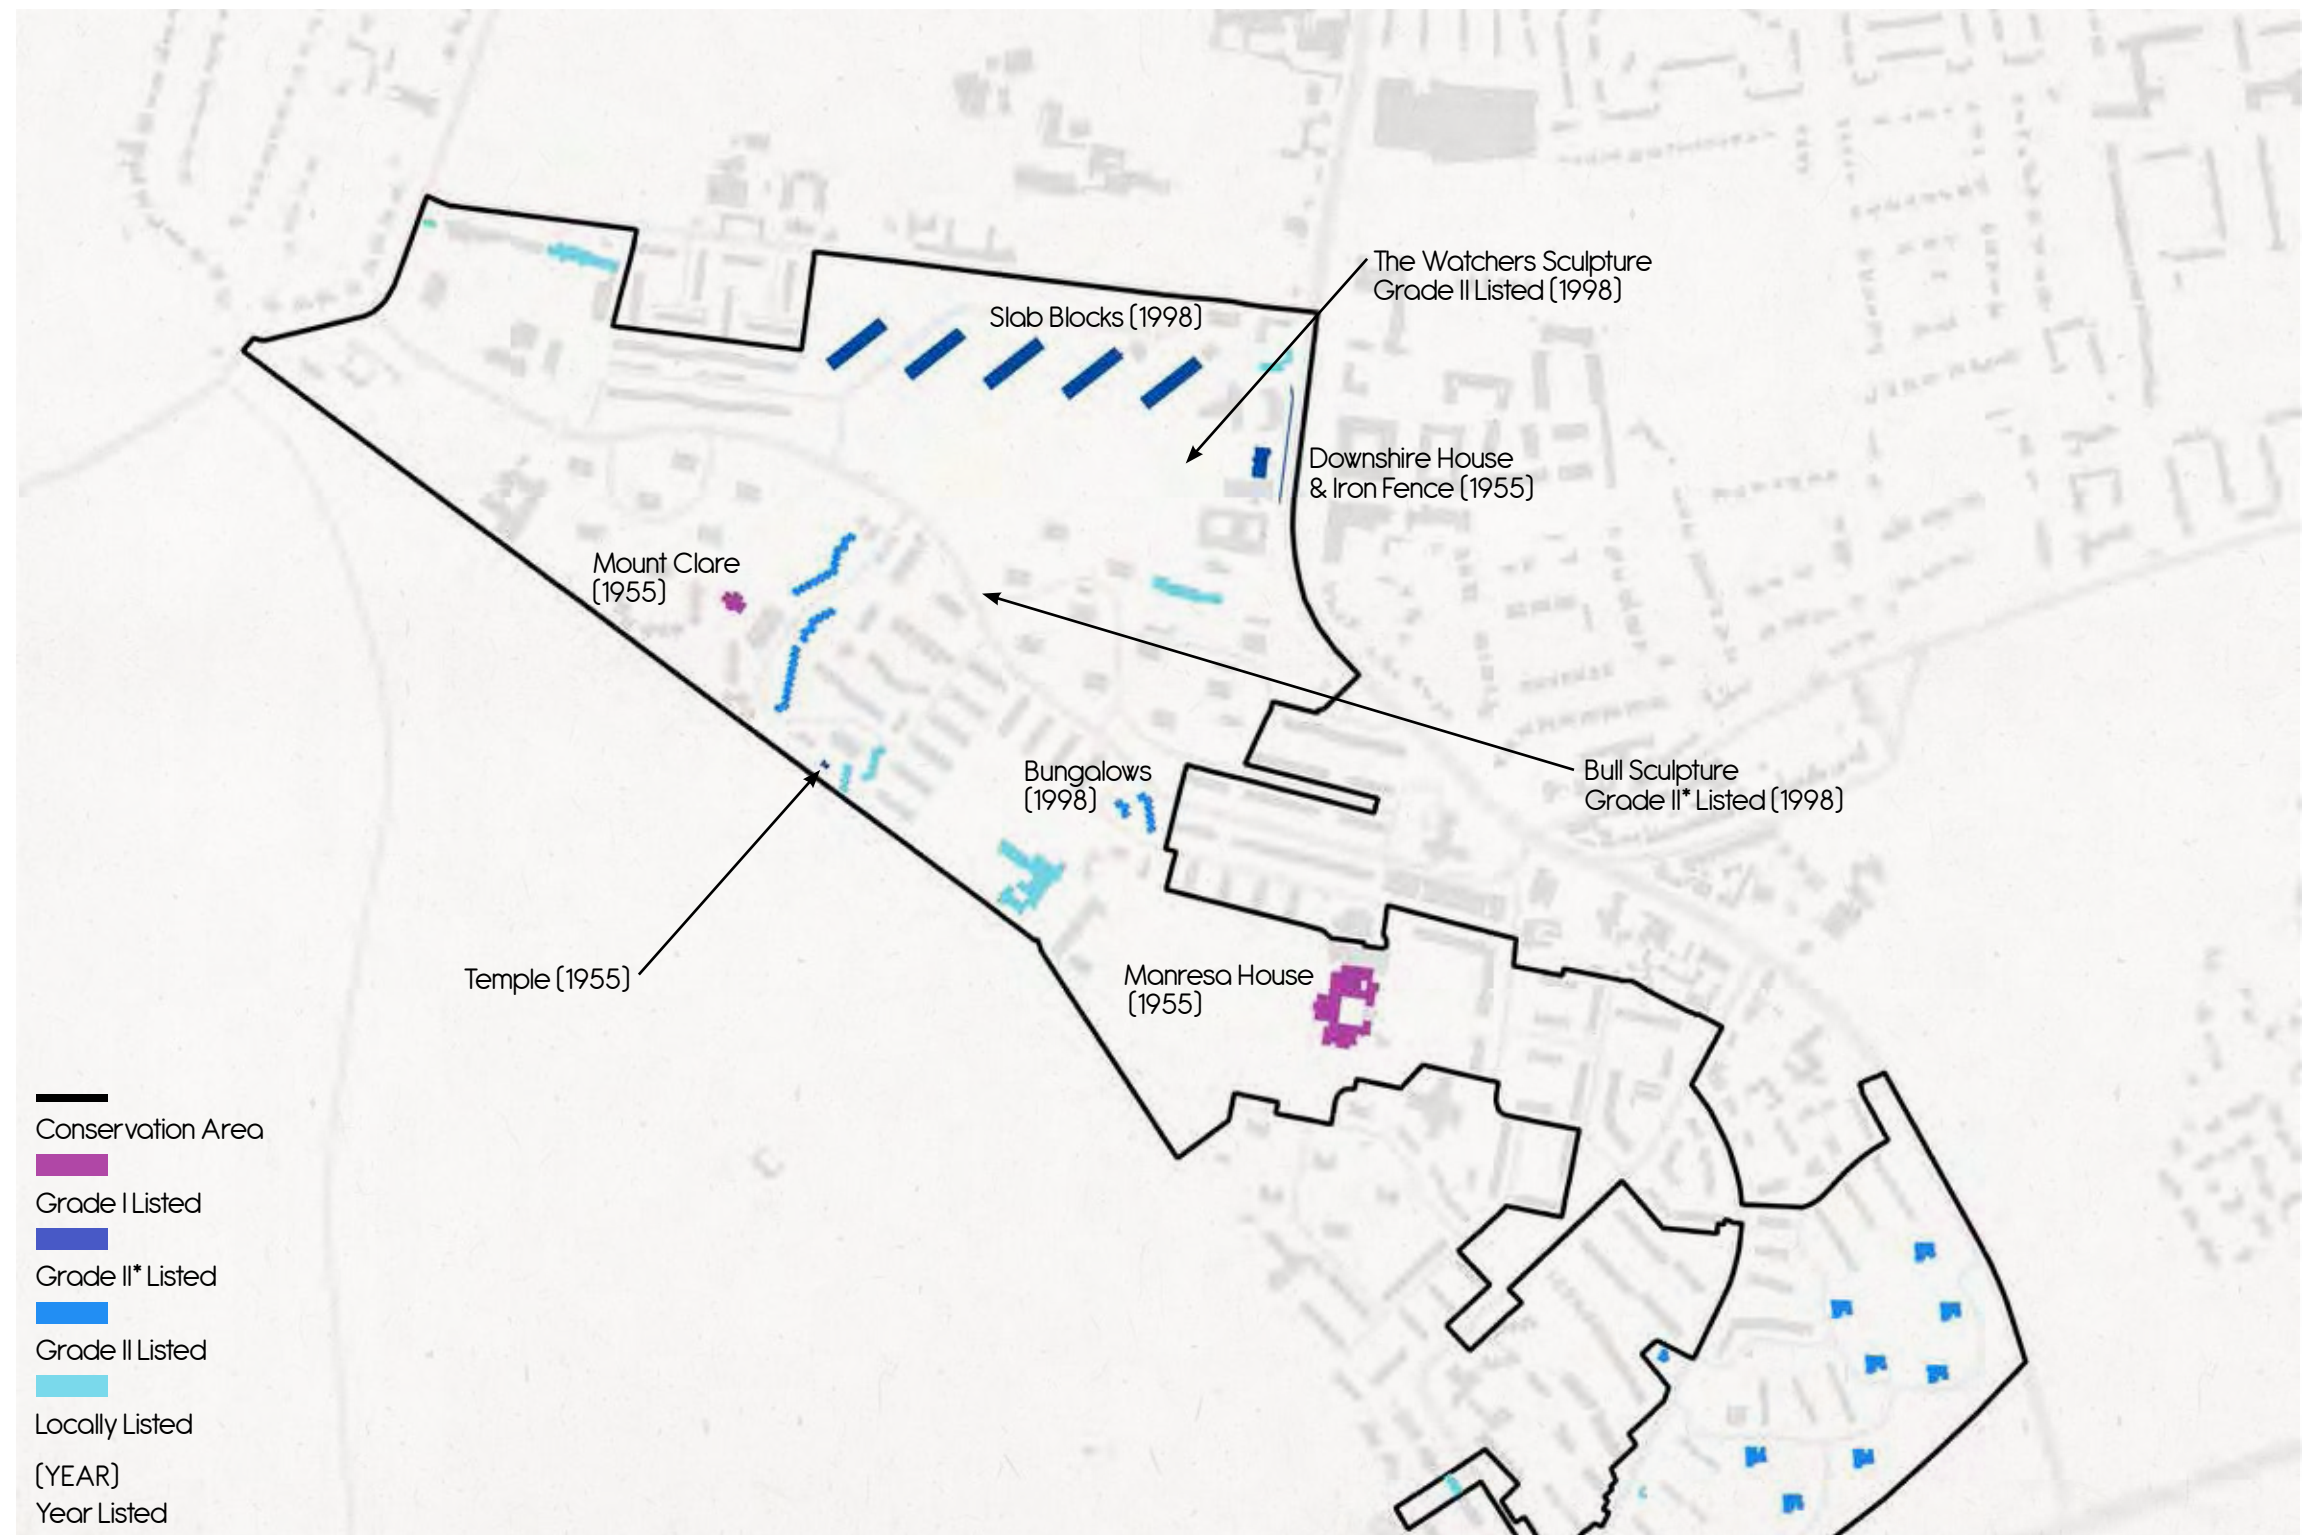 The Watchers Sculpture
Grade II Listed (1998)
Slab Blocks (1998)
Downshire House
& Iron Fence (1955)
Mount Clare
(1955)
Bungalows
(1998)
Bull Sculpture
Grade II* Listed (1998)
Temple (1955)
Manresa House
(1955)
Conservation Area
Grade I Listed
Grade II* Listed
Grade II Listed
Locally Listed
(YEAR)
Year Listed